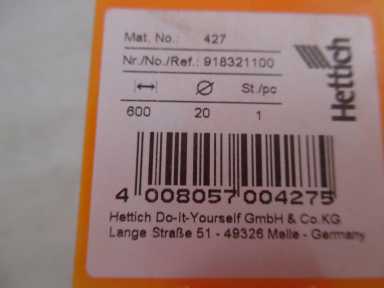 Mat. No.: 427
Nr./No./Ref.: 918321100
St./pc
600 20 1
4 008057 004275
Hettich Do-It-Yourself GmbH & Co.KG
Lange Straße 51 - 49326 Melle - Germany
Hettich